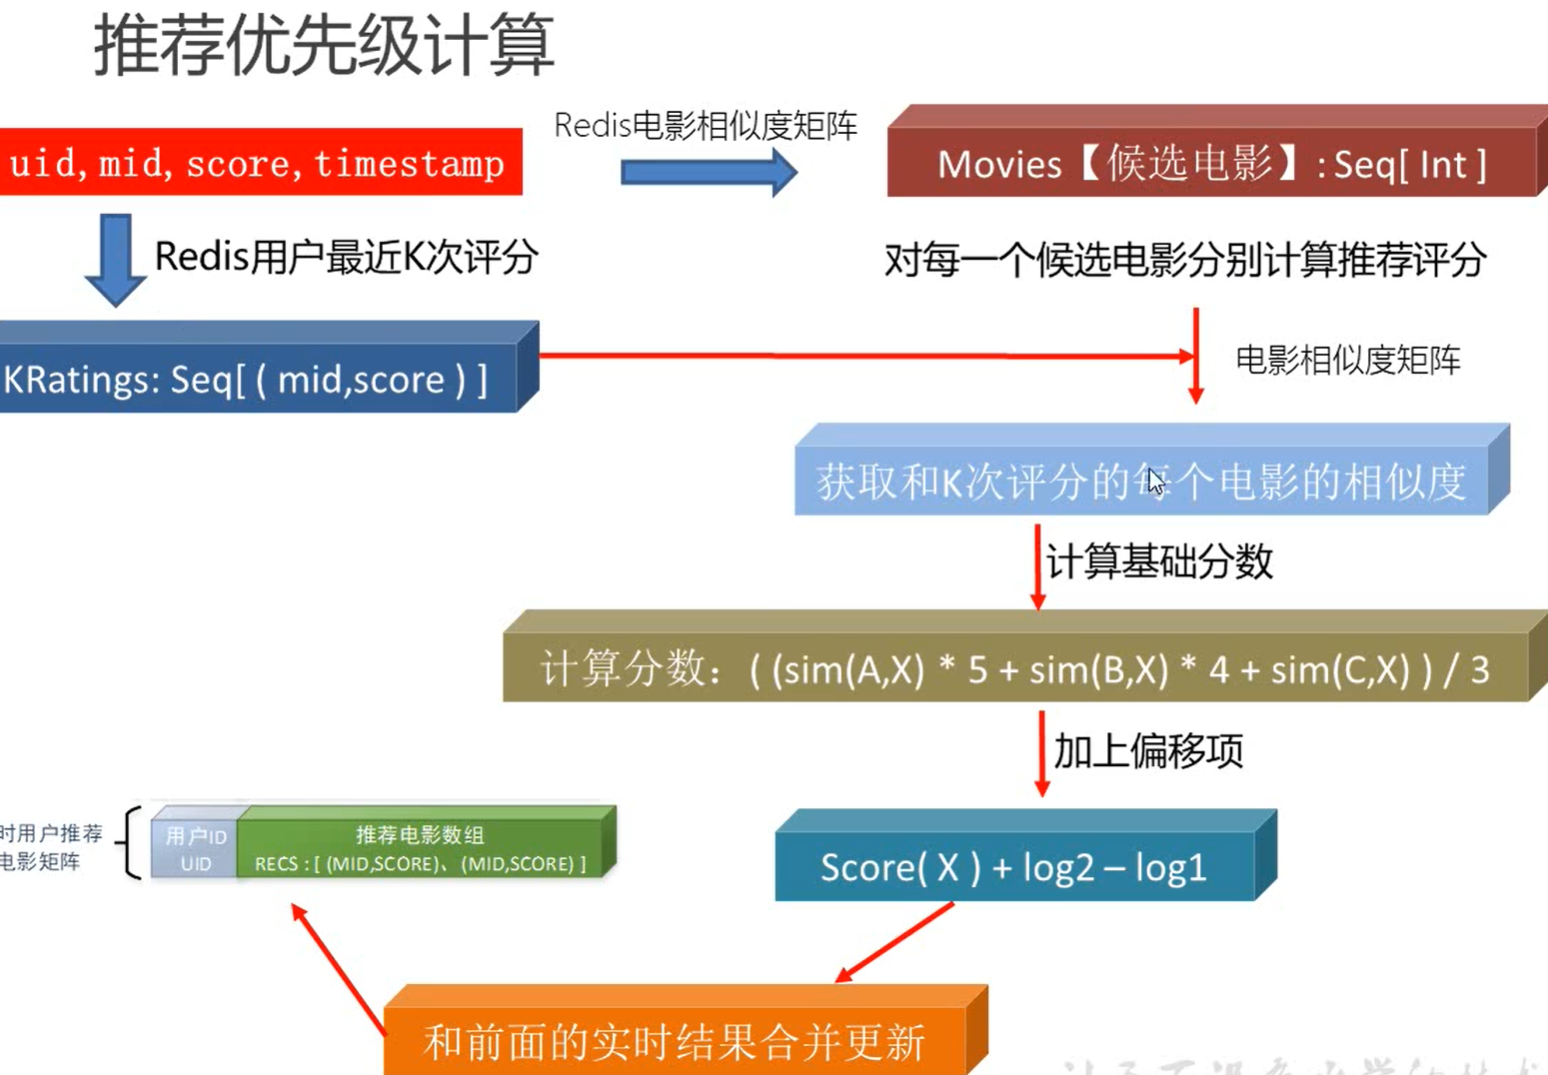 推荐优先级计算
Redis电影相似度矩阵
uid,mid,score,timestamp
Movies【候选电影】: Seq[ Int ]
Redis用户最近K次评分
对每一个候选电影分别计算推荐评分
电影相似度矩阵
KRatings: Seq[ ( mid,score ) ]
获取和K次评分的每个电影的相似度
计算基础分数
计算分数： ( (sim(A,X) * 5 + sim(B,X) * 4 + sim(C,X) ) / 3
加上偏移项
时用户推荐
电影矩阵
用户ID
UID
推荐电影数组
RECS : [ (MID,SCORE)、(MID,SCORE) ]
Score( X ) + log2 – log1
和前面的实时结果合并更新